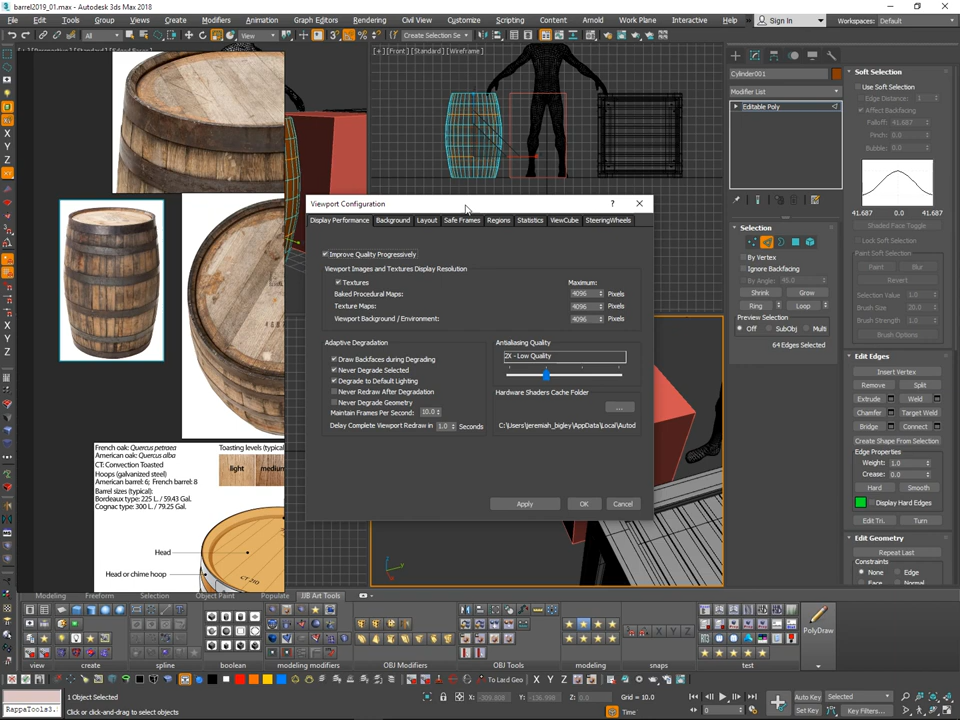 barrel2019_01.max - Autodesk 3ds Max 2018
File Edit Tools Group Views Create Modifiers Animation Graph Editors Rendering Civil View Customize Scripting Content Arnold Work Plane Interactive Help Sign In Workspaces: Default
All View Create Selection Se
[+] [Front] [Standard] [Wireframe]
Cylinder001
Modifier List
Editable Poly
Selection
By Vertex
Ignore Backfacing
By Angle: 45.0
Shrink Grow
Ring Loop
Preview Selection
Off SubObj Multi
64 Edges Selected
Soft Selection
Use Soft Selection
Edge Distance: 1
Affect Backfacing
Falloff: 41.687
Pinch: 0.0
Bubble: 0.0
41.687 0.0 41.687
Shaded Face Toggle
Lock Soft Selection
Paint Soft Selection
Paint Blur
Revert
Selection Value 1.0
Brush Size 20.0
Brush Strength 1.0
Brush Options
Edit Edges
Insert Vertex
Remove Split
Extrude Weld
Chamfer Target Weld
Bridge Connect
Create Shape From Selection
Edge Properties
Weight: 1.0
Crease: 0.0
Hard Smooth
Display Hard Edges
Edit Tri. Turn
Edit Geometry
Repeat Last
Constraints
None Edge
Face Normal
Viewport Configuration
Display Performance Background Layout Safe Frames Regions Statistics ViewCube SteeringWheels
Improve Quality Progressively
Viewport Images and Textures Display Resolution
Textures Maximum:
Baked Procedural Maps: 4096 Pixels
Texture Maps: 4096 Pixels
Viewport Background / Environment: 4096 Pixels
Adaptive Degradation
Draw Backfaces during Degrading
Never Degrade Selected
Degrade to Default Lighting
Never Redraw After Degradation
Never Degrade Geometry
Maintain Frames Per Second: 10.0
Delay Complete Viewport Redraw in 1.0 Seconds
Antialiasing Quality
2X - Low Quality
Hardware Shaders Cache Folder
...
C:\Users\jeremiah_bigley\AppData\Local\Autod
Apply OK Cancel
French oak: Quercus petraea
American oak: Quercus alba
CT: Convection Toasted
Hoops (galvanized steel)
American barrel: 6; French barrel: 8
Barrel sizes (typical):
Bordeaux type: 225 L. / 59.43 Gal.
Cognac type: 300 L. / 79.25 Gal.
Toasting levels (typical
light medium
Head
Head or chime hoop
CT 210
Modeling Freeform Selection Object Paint Populate JJB Art Tools
view create spline boolean modeling modifiers OBJ Modifiers OBJ Tools modeling snaps test
PolyDraw
X Y Z
To Lard Geo X Y Z
RappaTools3.
1 Object Selected
Click or click-and-drag to select objects
X: -309.808 Y: -136.998 Z: 0.0 Grid = 10.0
Time
0
Auto Key Selected
Set Key Key Filters...